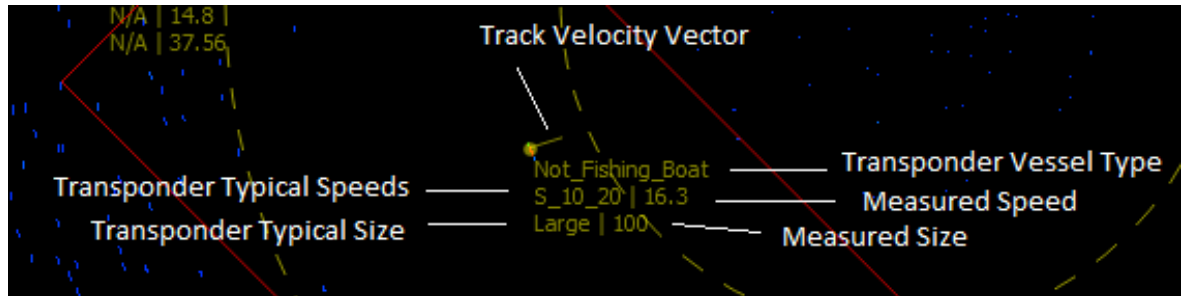 N/A | 14.8 |
N/A | 37.56
Track Velocity Vector
Not_Fishing_Boat
Transponder Vessel Type
Transponder Typical Speeds
S_10_20 | 16.3
Measured Speed
Transponder Typical Size
Large | 100
Measured Size